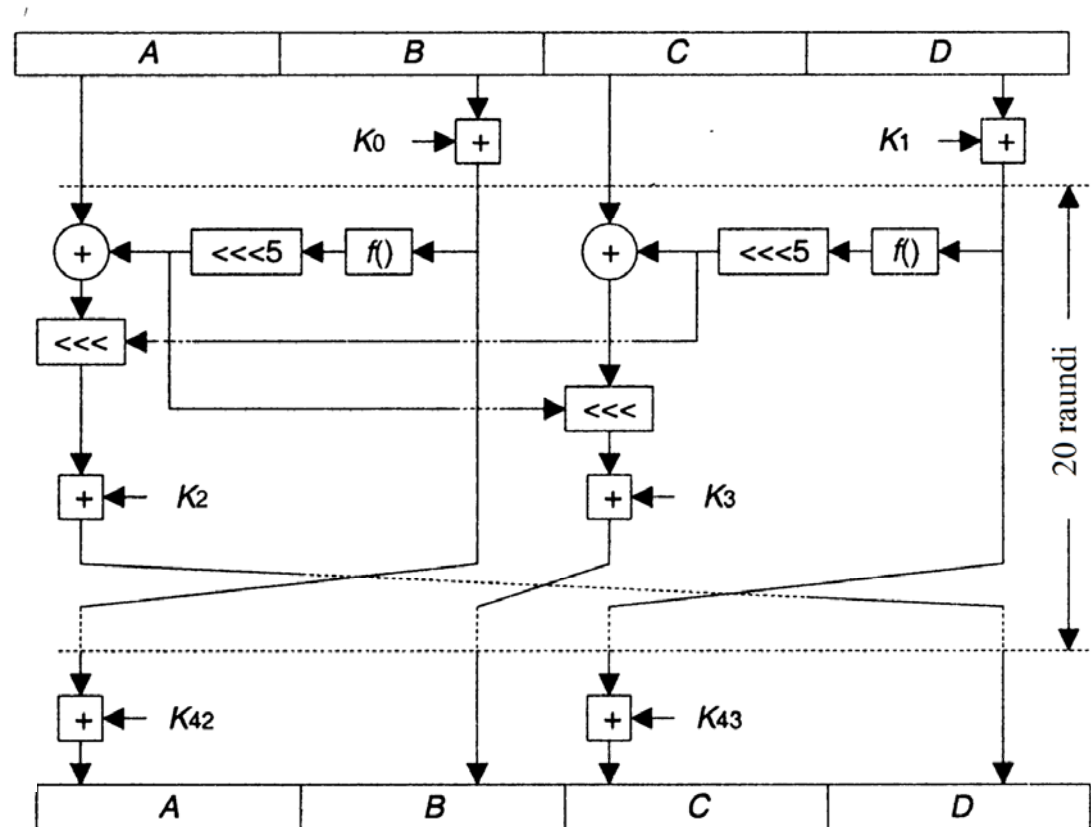 A B C D
K0 + K1 +
+ <<<5 f() + <<<5 f()
<<<
<<<
20 raundi
+ K2 + K3
+ K42 + K43
A B C D